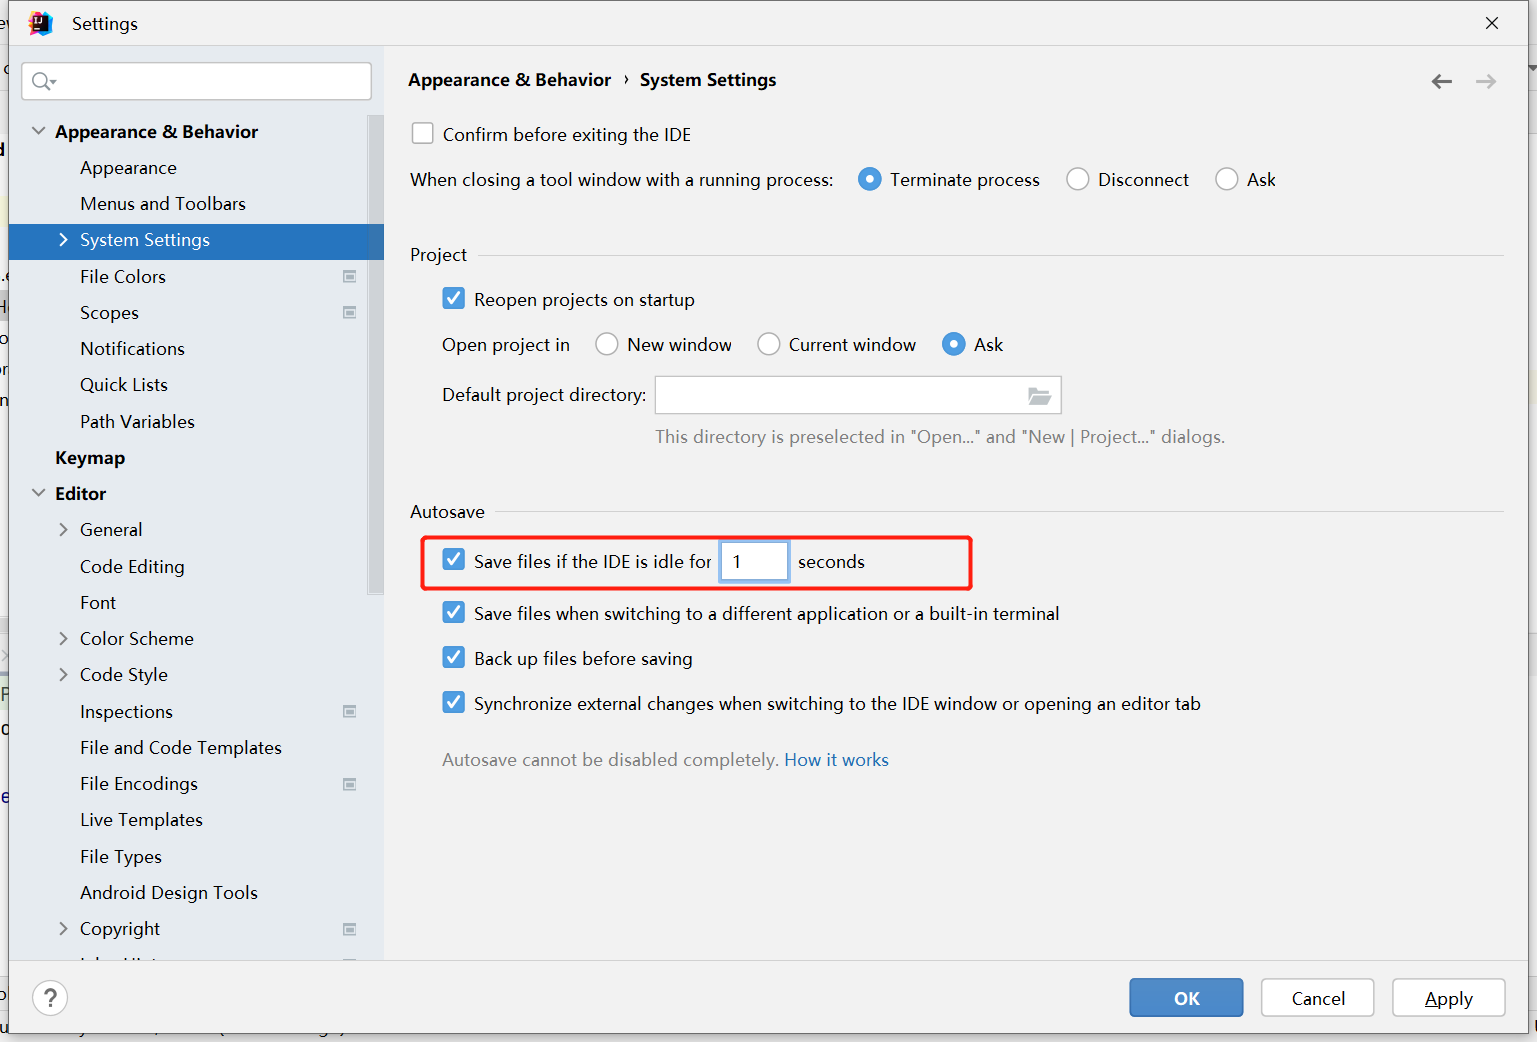 Settings
Appearance & Behavior
Appearance
Menus and Toolbars
System Settings
File Colors
Scopes
Notifications
Quick Lists
Path Variables
Keymap
Editor
General
Code Editing
Font
Color Scheme
Code Style
Inspections
File and Code Templates
File Encodings
Live Templates
File Types
Android Design Tools
Copyright
Appearance & Behavior › System Settings
Confirm before exiting the IDE
When closing a tool window with a running process: Terminate process Disconnect Ask
Project
Reopen projects on startup
Open project in New window Current window Ask
Default project directory:
This directory is preselected in "Open..." and "New | Project..." dialogs.
Autosave
Save files if the IDE is idle for 1 seconds
Save files when switching to a different application or a built-in terminal
Back up files before saving
Synchronize external changes when switching to the IDE window or opening an editor tab
Autosave cannot be disabled completely. How it works
? OK Cancel Apply